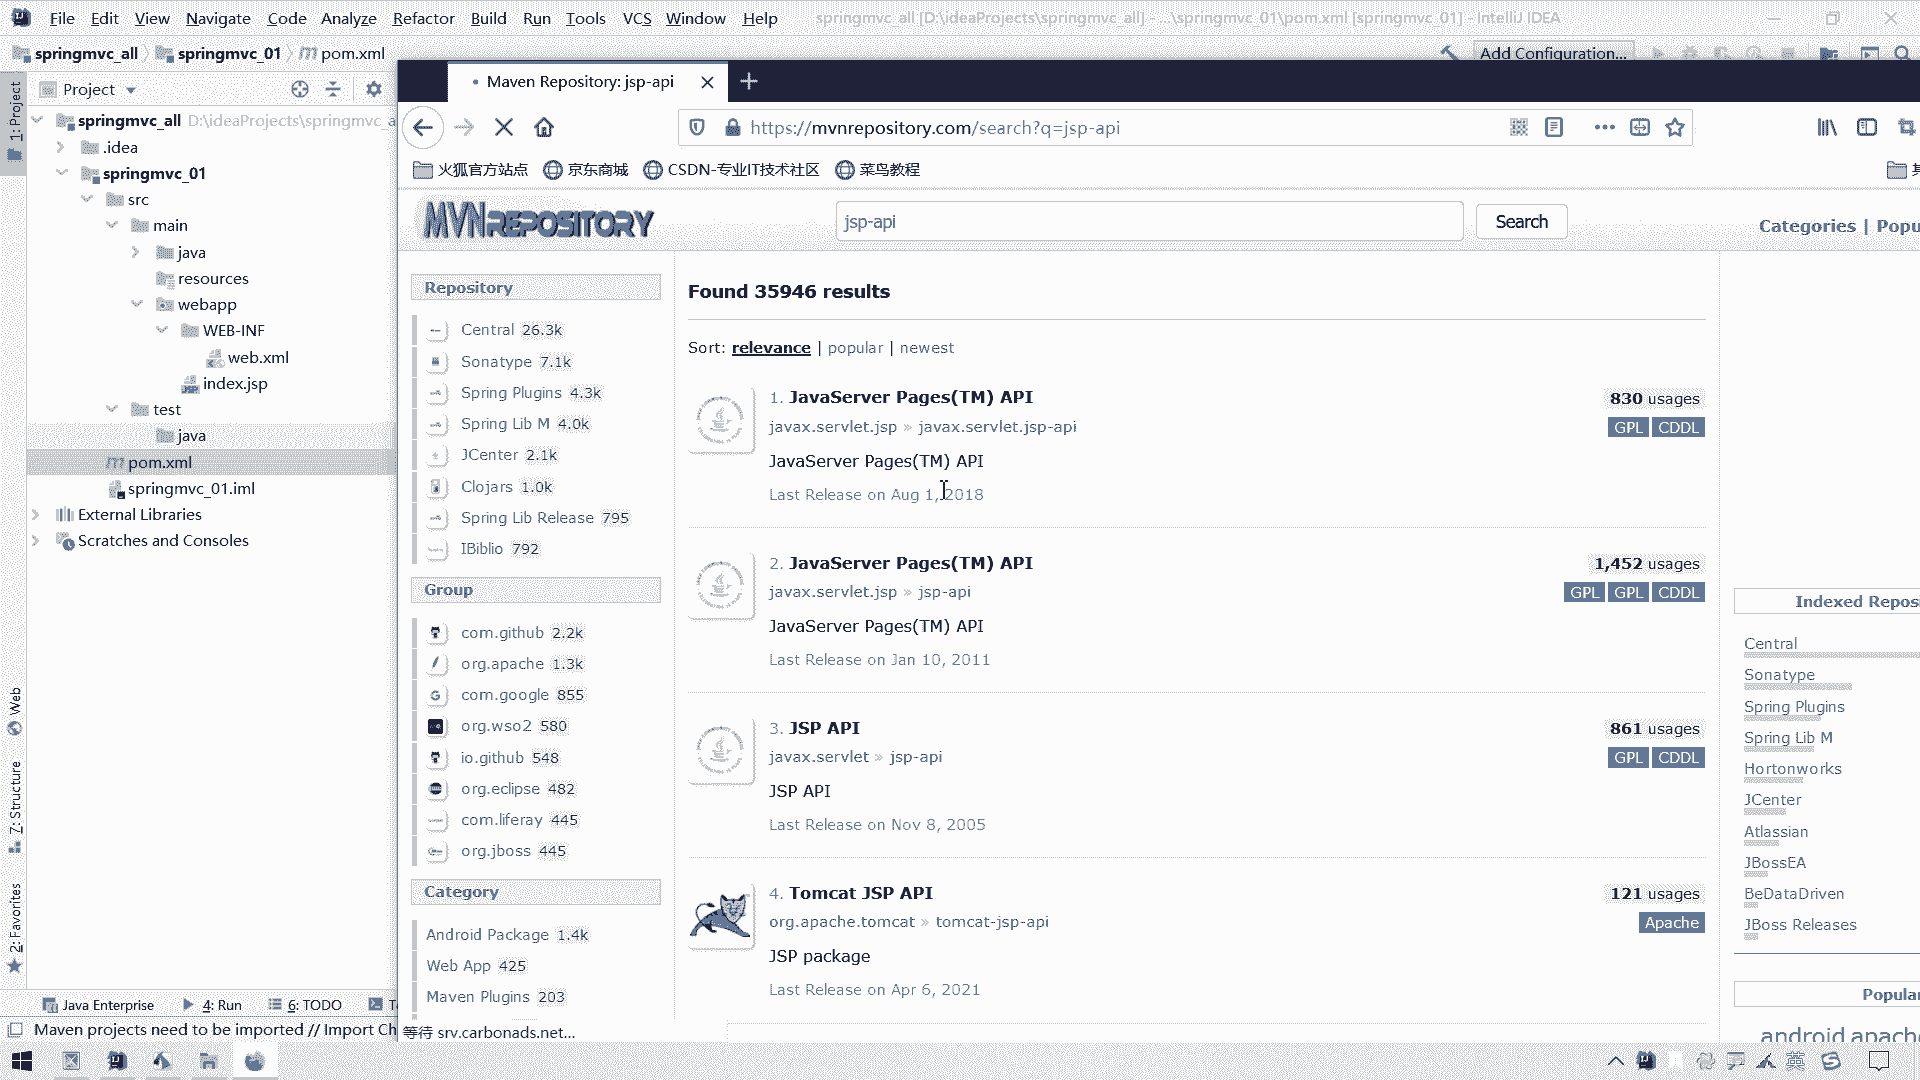 File Edit View Navigate Code Analyze Refactor Build Run Tools VCS Window Help springmvc_all [D:\ideaProjects\springmvc_all] - ...\springmvc_01\pom.xml [springmvc_01] - IntelliJ IDEA
springmvc_all springmvc_01 pom.xml Add Configuration...
Project
1: Project
springmvc_all D:\ideaProjects\springmvc_a
.idea
springmvc_01
src
main
java
resources
webapp
WEB-INF
web.xml
index.jsp
test
java
pom.xml
springmvc_01.iml
External Libraries
Scratches and Consoles
Web
7: Structure
2: Favorites
Java Enterprise 4: Run 6: TODO
Maven projects need to be imported // Import Ch
Maven Repository: jsp-api
https://mvnrepository.com/search?q=jsp-api
火狐官方站点 京东商城 CSDN-专业IT技术社区 菜鸟教程
MVNREPOSITORY jsp-api Search Categories | Popu
Repository
Central 26.3k
Sonatype 7.1k
Spring Plugins 4.3k
Spring Lib M 4.0k
JCenter 2.1k
Clojars 1.0k
Spring Lib Release 795
IBiblio 792
Group
com.github 2.2k
org.apache 1.3k
com.google 855
org.wso2 580
io.github 548
org.eclipse 482
com.liferay 445
org.jboss 445
Category
Android Package 1.4k
Web App 425
Maven Plugins 203
等待 srv.carbonads.net...
Found 35946 results
Sort: relevance | popular | newest
1. JavaServer Pages(TM) API 830 usages
javax.servlet.jsp » javax.servlet.jsp-api GPL CDDL
JavaServer Pages(TM) API
Last Release on Aug 1, 2018
2. JavaServer Pages(TM) API 1,452 usages
javax.servlet.jsp » jsp-api GPL GPL CDDL
JavaServer Pages(TM) API
Last Release on Jan 10, 2011
3. JSP API 861 usages
javax.servlet » jsp-api GPL CDDL
JSP API
Last Release on Nov 8, 2005
4. Tomcat JSP API 121 usages
org.apache.tomcat » tomcat-jsp-api Apache
JSP package
Last Release on Apr 6, 2021
Indexed Reposi
Central
Sonatype
Spring Plugins
Spring Lib M
Hortonworks
JCenter
Atlassian
JBossEA
BeDataDriven
JBoss Releases
Popular
android apache
英